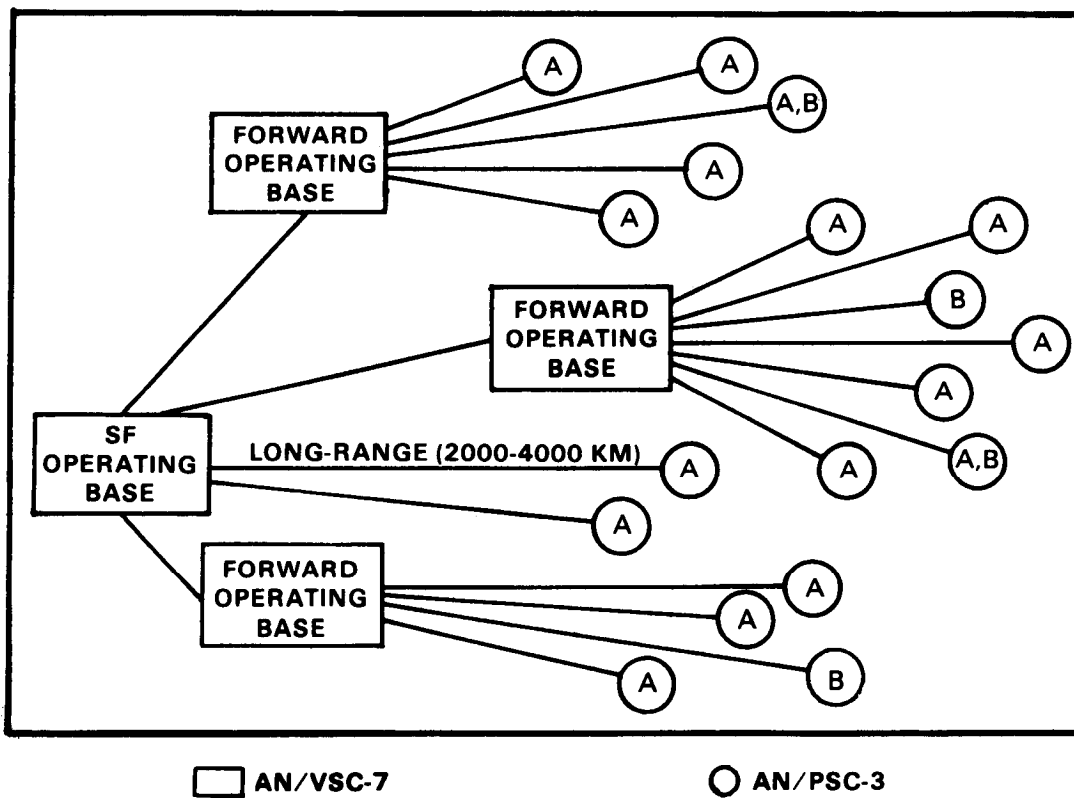 A
A
A,B
FORWARD
OPERATING
BASE
A
A
A
A
FORWARD
OPERATING
BASE
B
A
A
A,B
A
SF
OPERATING
BASE
LONG-RANGE (2000-4000 KM)
A
A
FORWARD
OPERATING
BASE
A
A
B
A
AN/VSC-7
AN/PSC-3